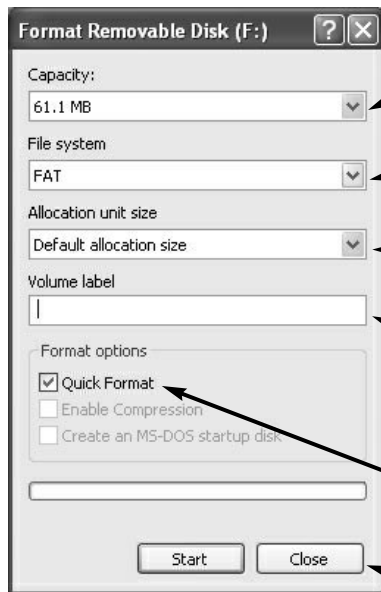 Format Removable Disk (F:)
Capacity:
61.1 MB
File system
FAT
Allocation unit size
Default allocation size
Volume label
Format options
Quick Format
Enable Compression
Create an MS-DOS startup disk
Start
Close